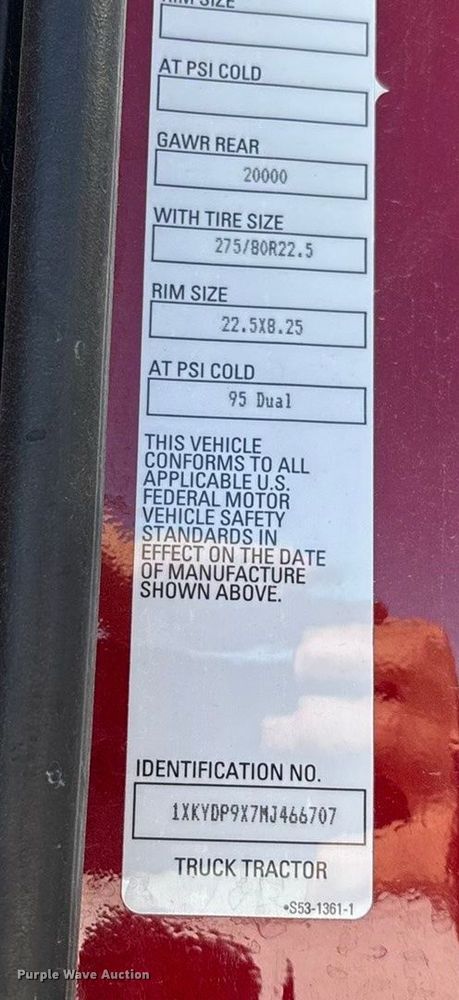 RIM SIZE
AT PSI COLD
GAWR REAR
20000
WITH TIRE SIZE
275/80R22.5
RIM SIZE
22.5X8.25
AT PSI COLD
95 Dual
THIS VEHICLE
CONFORMS TO ALL
APPLICABLE U.S.
FEDERAL MOTOR
VEHICLE SAFETY
STANDARDS IN
EFFECT ON THE DATE
OF MANUFACTURE
SHOWN ABOVE.
IDENTIFICATION NO.
1XKYDP9X7MJ466707
TRUCK TRACTOR
•S53-1361-1
Purple Wave Auction